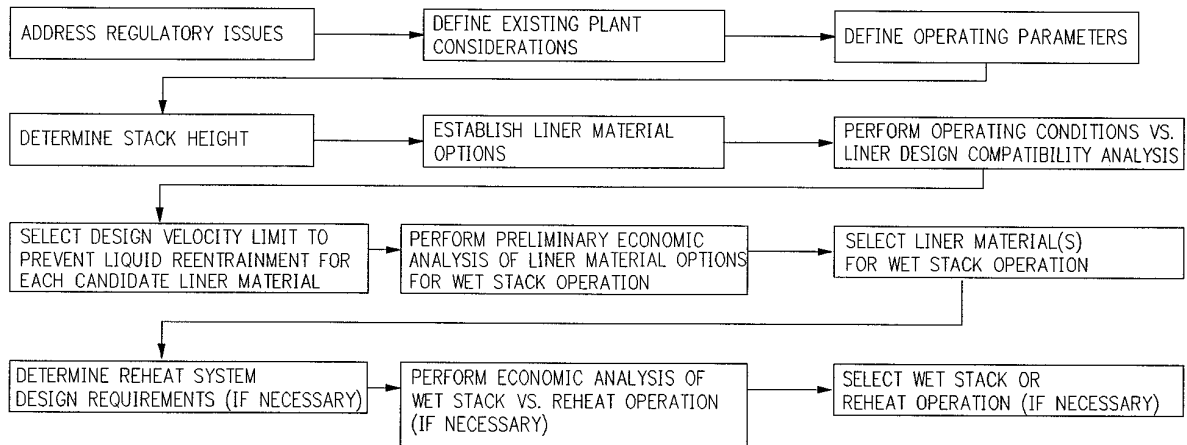 ADDRESS REGULATORY ISSUES
DEFINE EXISTING PLANT
CONSIDERATIONS
DEFINE OPERATING PARAMETERS
DETERMINE STACK HEIGHT
ESTABLISH LINER MATERIAL
OPTIONS
PERFORM OPERATING CONDITIONS VS.
LINER DESIGN COMPATIBILITY ANALYSIS
SELECT DESIGN VELOCITY LIMIT TO
PREVENT LIQUID REENTRAINMENT FOR
EACH CANDIDATE LINER MATERIAL
PERFORM PRELIMINARY ECONOMIC
ANALYSIS OF LINER MATERIAL OPTIONS
FOR WET STACK OPERATION
SELECT LINER MATERIAL(S)
FOR WET STACK OPERATION
DETERMINE REHEAT SYSTEM
DESIGN REQUIREMENTS (IF NECESSARY)
PERFORM ECONOMIC ANALYSIS OF
WET STACK VS. REHEAT OPERATION
(IF NECESSARY)
SELECT WET STACK OR
REHEAT OPERATION (IF NECESSARY)